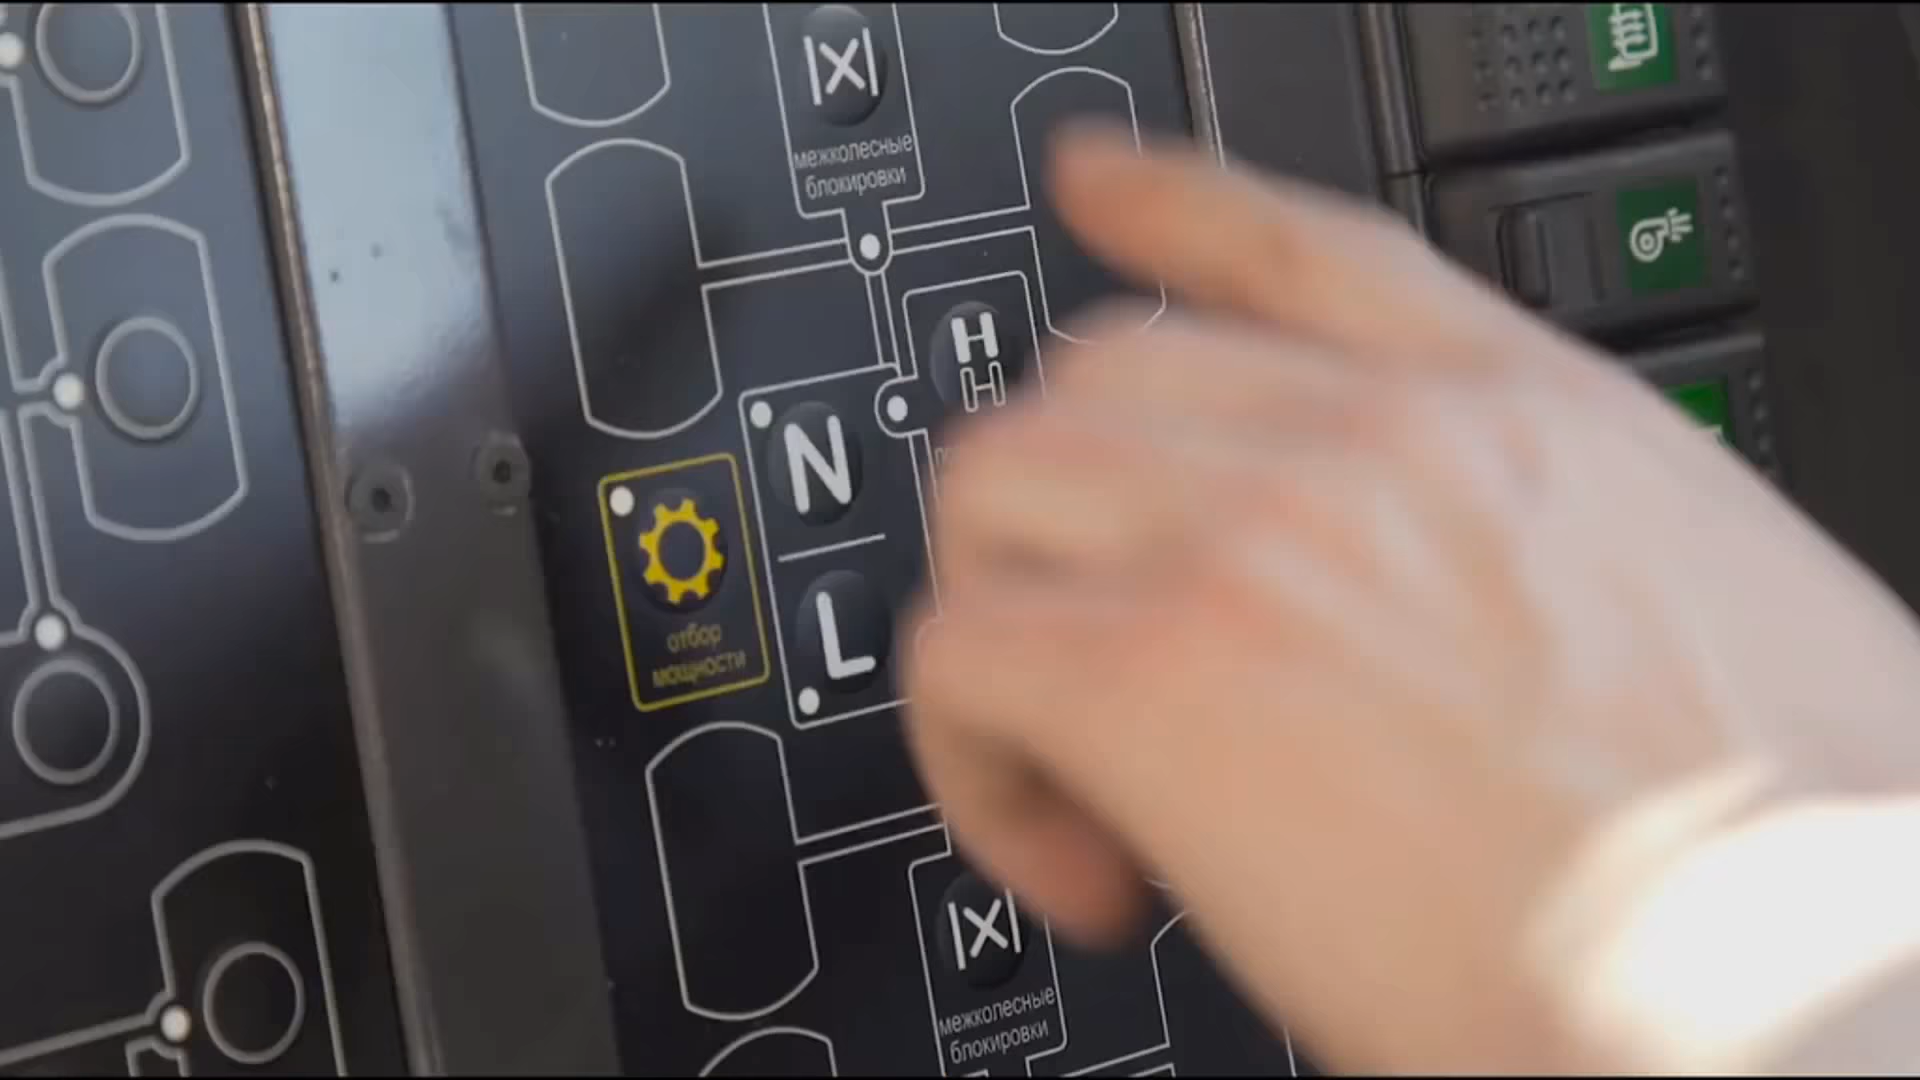 |X|
межколесные
блокировки
H
H
N
L
отбор
мощности
|X|
межколесные
блокировки